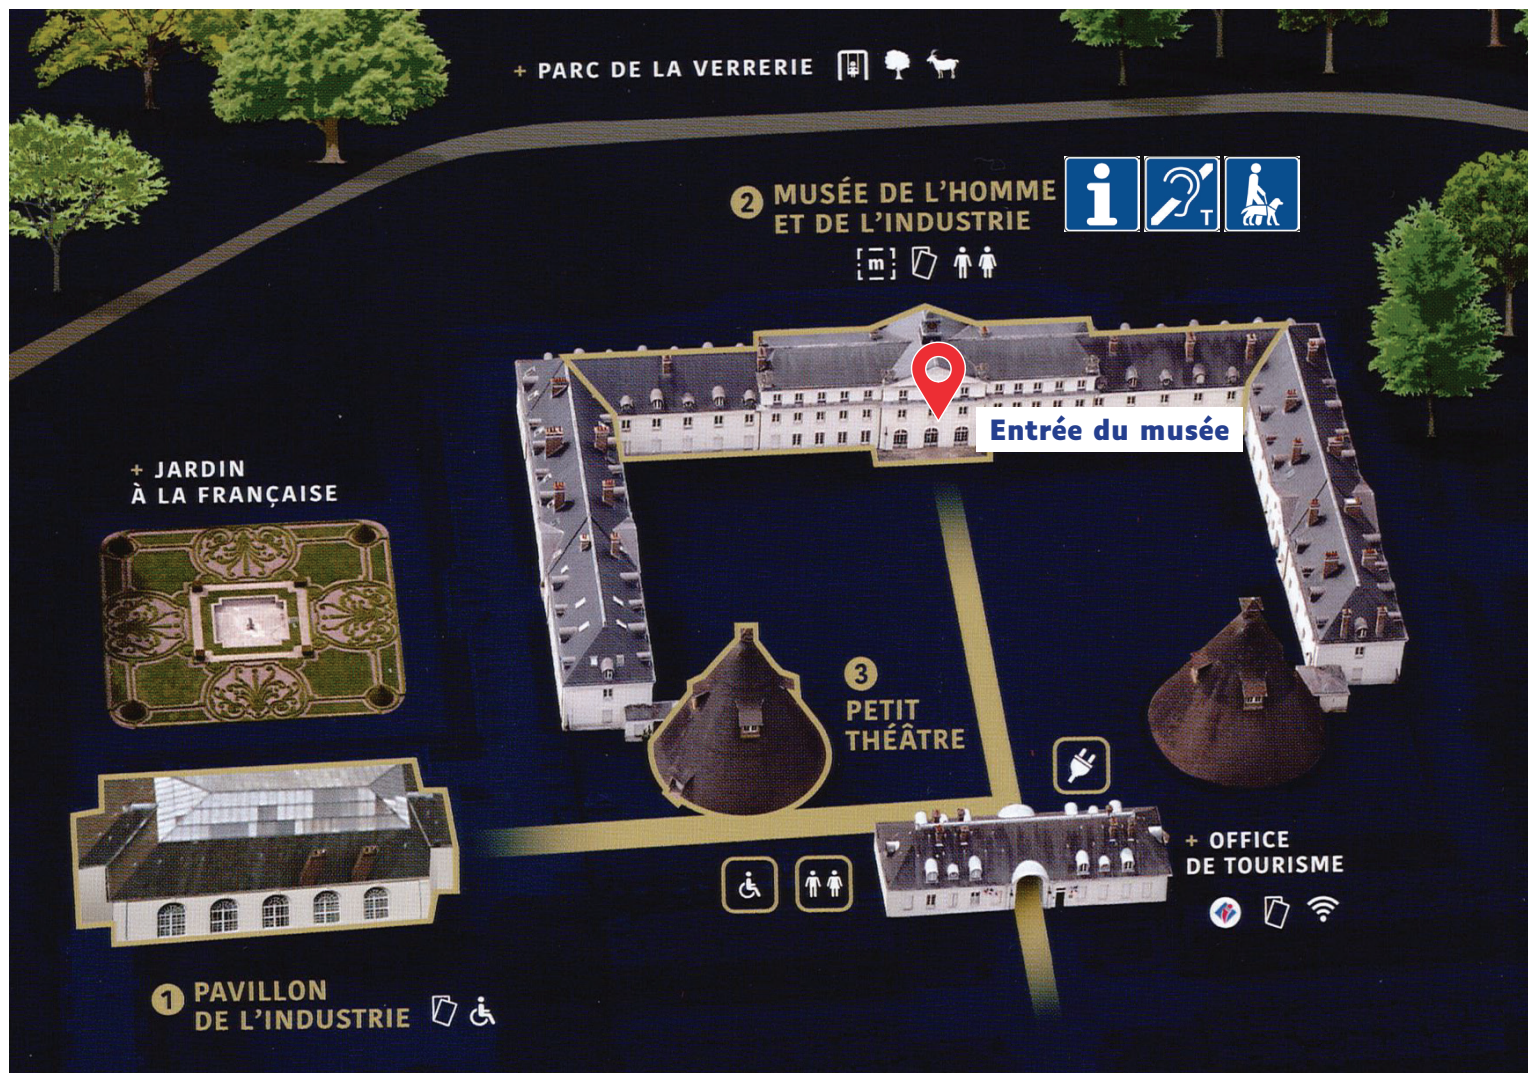 + PARC DE LA VERRERIE
2 MUSÉE DE L'HOMME
ET DE L'INDUSTRIE
T
m
Entrée du musée
+ JARDIN
À LA FRANÇAISE
3
PETIT
THÉÂTRE
+ OFFICE
DE TOURISME
1 PAVILLON
DE L'INDUSTRIE